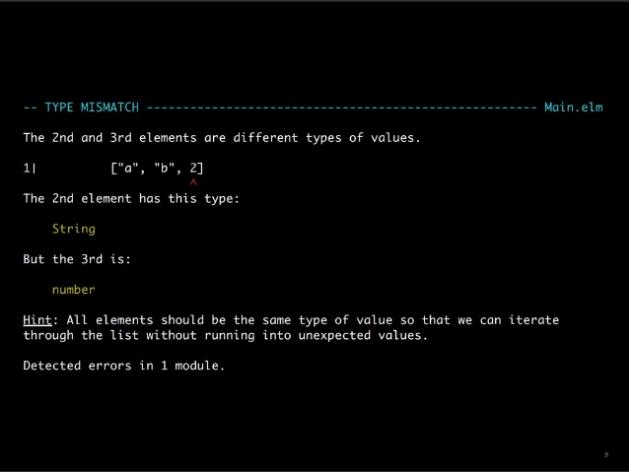 -- TYPE MISMATCH ------------------------------------------------------ Main.elm
The 2nd and 3rd elements are different types of values.
1| ["a", "b", 2]
^
The 2nd element has this type:
String
But the 3rd is:
number
Hint: All elements should be the same type of value so that we can iterate
through the list without running into unexpected values.
Detected errors in 1 module.
9